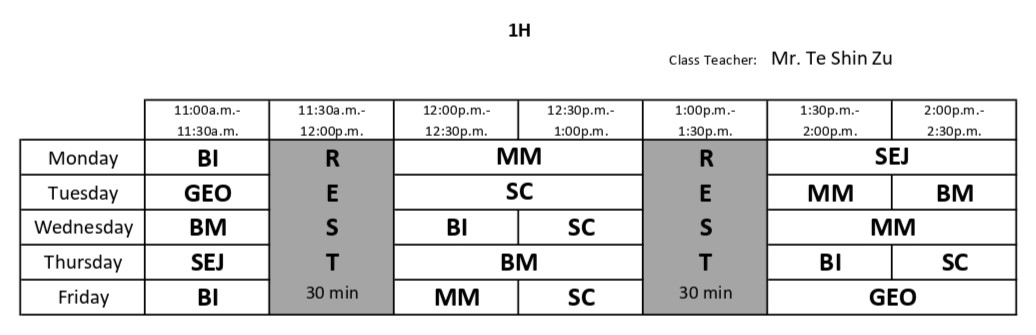 1H
Class Teacher: Mr. Te Shin Zu
11:00a.m.- 11:30a.m.- 12:00p.m.- 12:30p.m.- 1:00p.m.- 1:30p.m.- 2:00p.m.-
11:30a.m. 12:00p.m. 12:30p.m. 1:00p.m. 1:30p.m. 2:00p.m. 2:30p.m.
Monday BI R MM R SEJ
Tuesday GEO E SC E MM BM
Wednesday BM S BI SC S MM
Thursday SEJ T BM T BI SC
Friday BI 30 min MM SC 30 min GEO